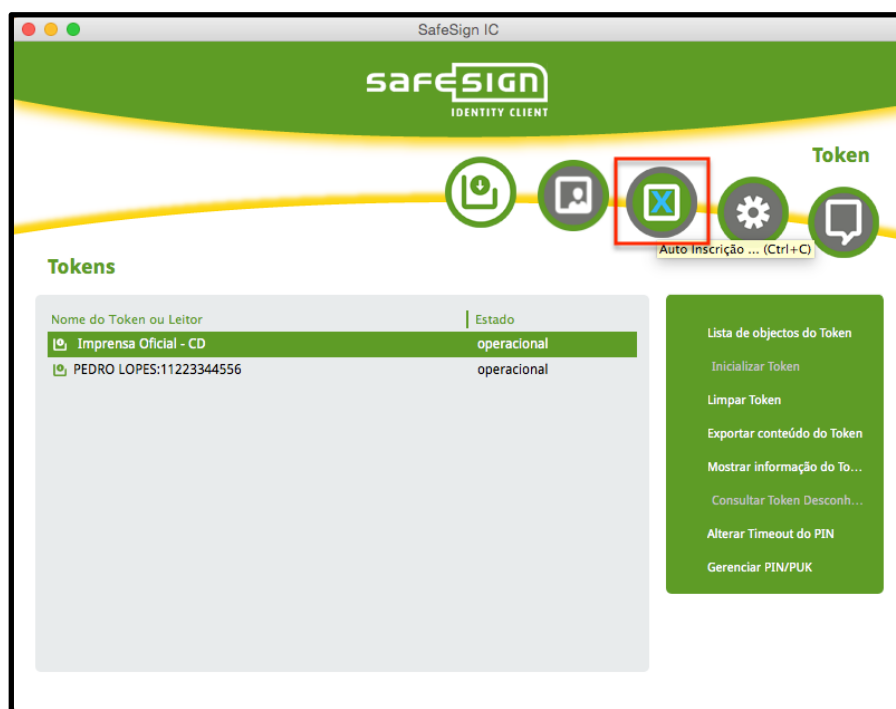 SafeSign IC
safesign
IDENTITY CLIENT
Token
X
Auto Inscrição ... (Ctrl+C)
Tokens
Nome do Token ou Leitor Estado
Imprensa Oficial - CD operacional
PEDRO LOPES:11223344556 operacional
Lista de objectos do Token
Inicializar Token
Limpar Token
Exportar conteúdo do Token
Mostrar informação do To...
Consultar Token Desconh...
Alterar Timeout do PIN
Gerenciar PIN/PUK